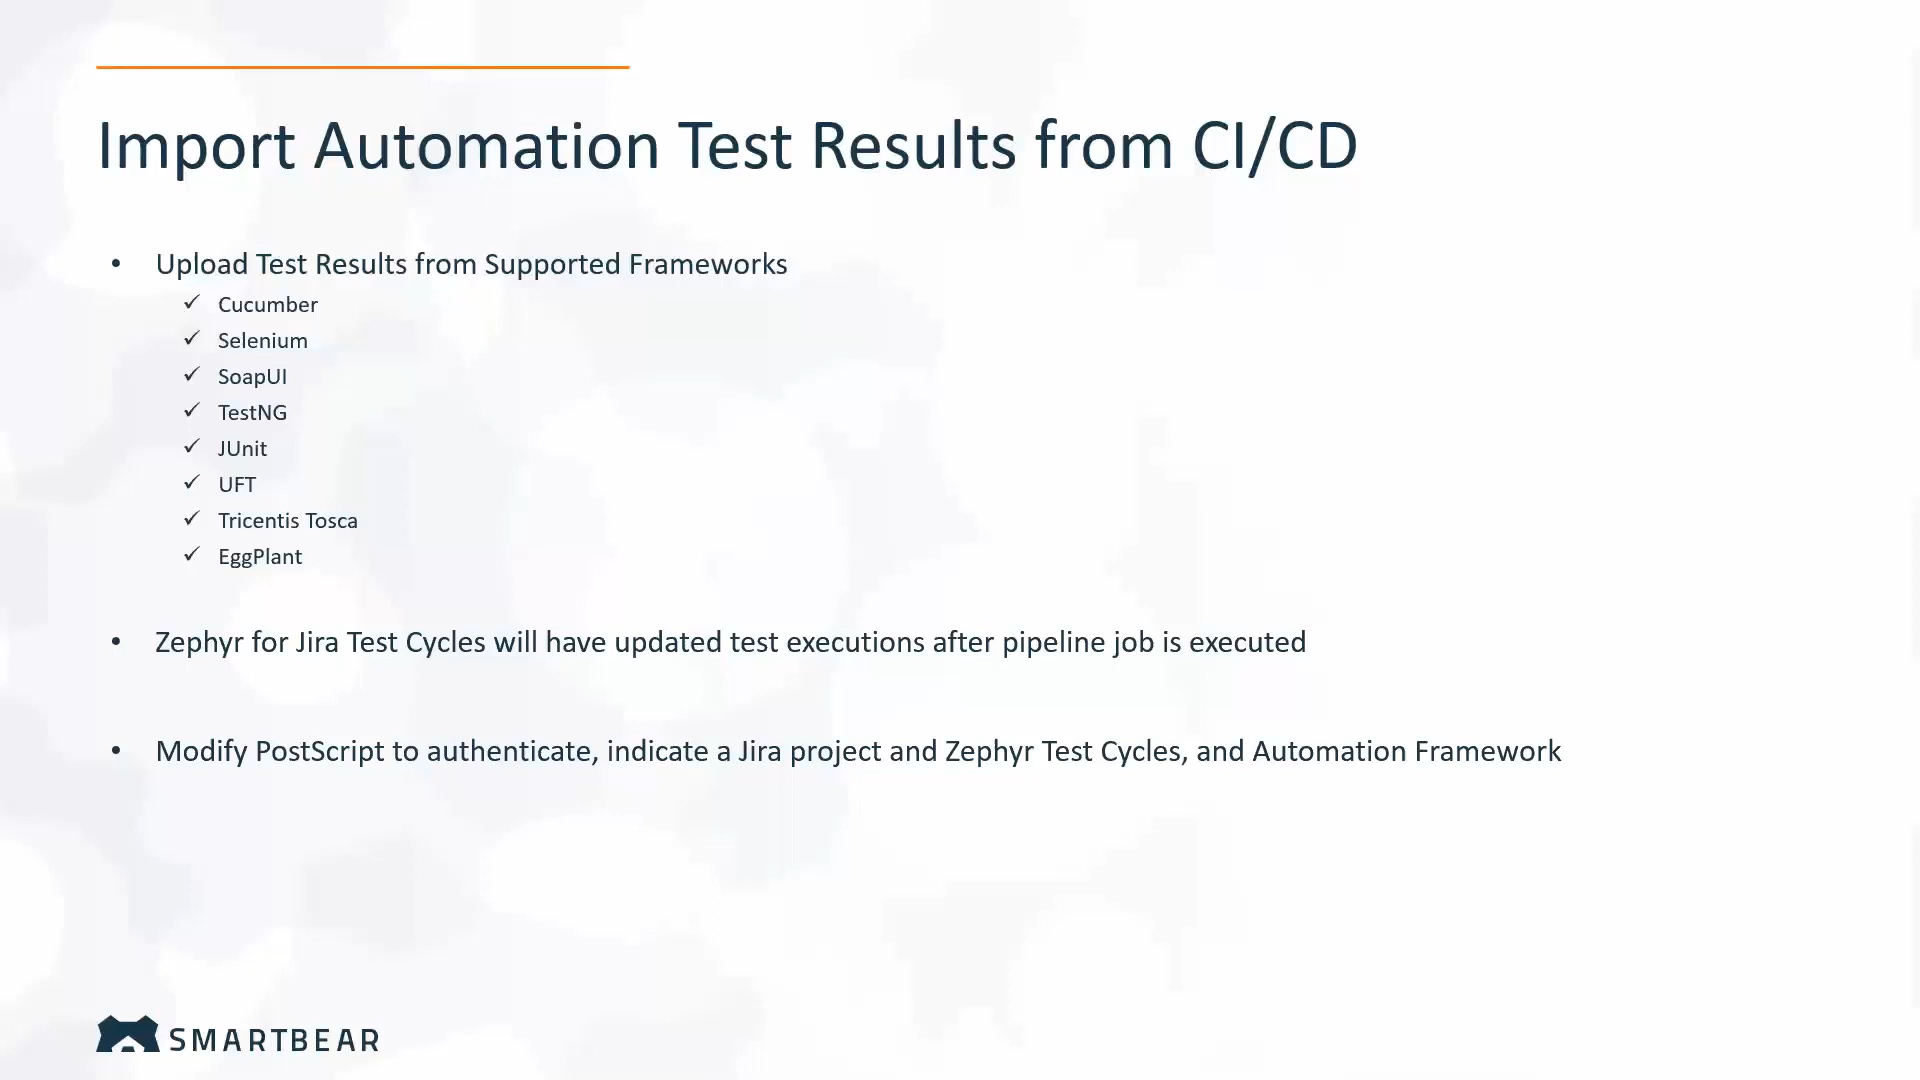 Import Automation Test Results from CI/CD
• Upload Test Results from Supported Frameworks
✓ Cucumber
✓ Selenium
✓ SoapUI
✓ TestNG
✓ JUnit
✓ UFT
✓ Tricentis Tosca
✓ EggPlant
• Zephyr for Jira Test Cycles will have updated test executions after pipeline job is executed
• Modify PostScript to authenticate, indicate a Jira project and Zephyr Test Cycles, and Automation Framework
SMARTBEAR